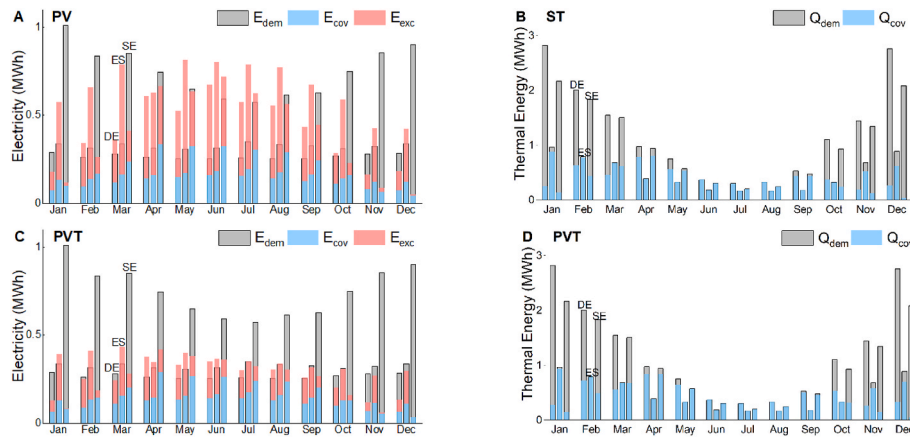 A PV E_dem E_cov E_exc
1
0.5
0
Electricity (MWh)
DE ES SE
Jan Feb Mar Apr May Jun Jul Aug Sep Oct Nov Dec
B ST Q_dem Q_cov
3
2
1
0
Thermal Energy (MWh)
DE SE
ES
Jan Feb Mar Apr May Jun Jul Aug Sep Oct Nov Dec
C PVT E_dem E_cov E_exc
1
0.5
0
Electricity (MWh)
DE ES SE
Jan Feb Mar Apr May Jun Jul Aug Sep Oct Nov Dec
D PVT Q_dem Q_cov
3
2
1
0
Thermal Energy (MWh)
DE SE
ES
Jan Feb Mar Apr May Jun Jul Aug Sep Oct Nov Dec